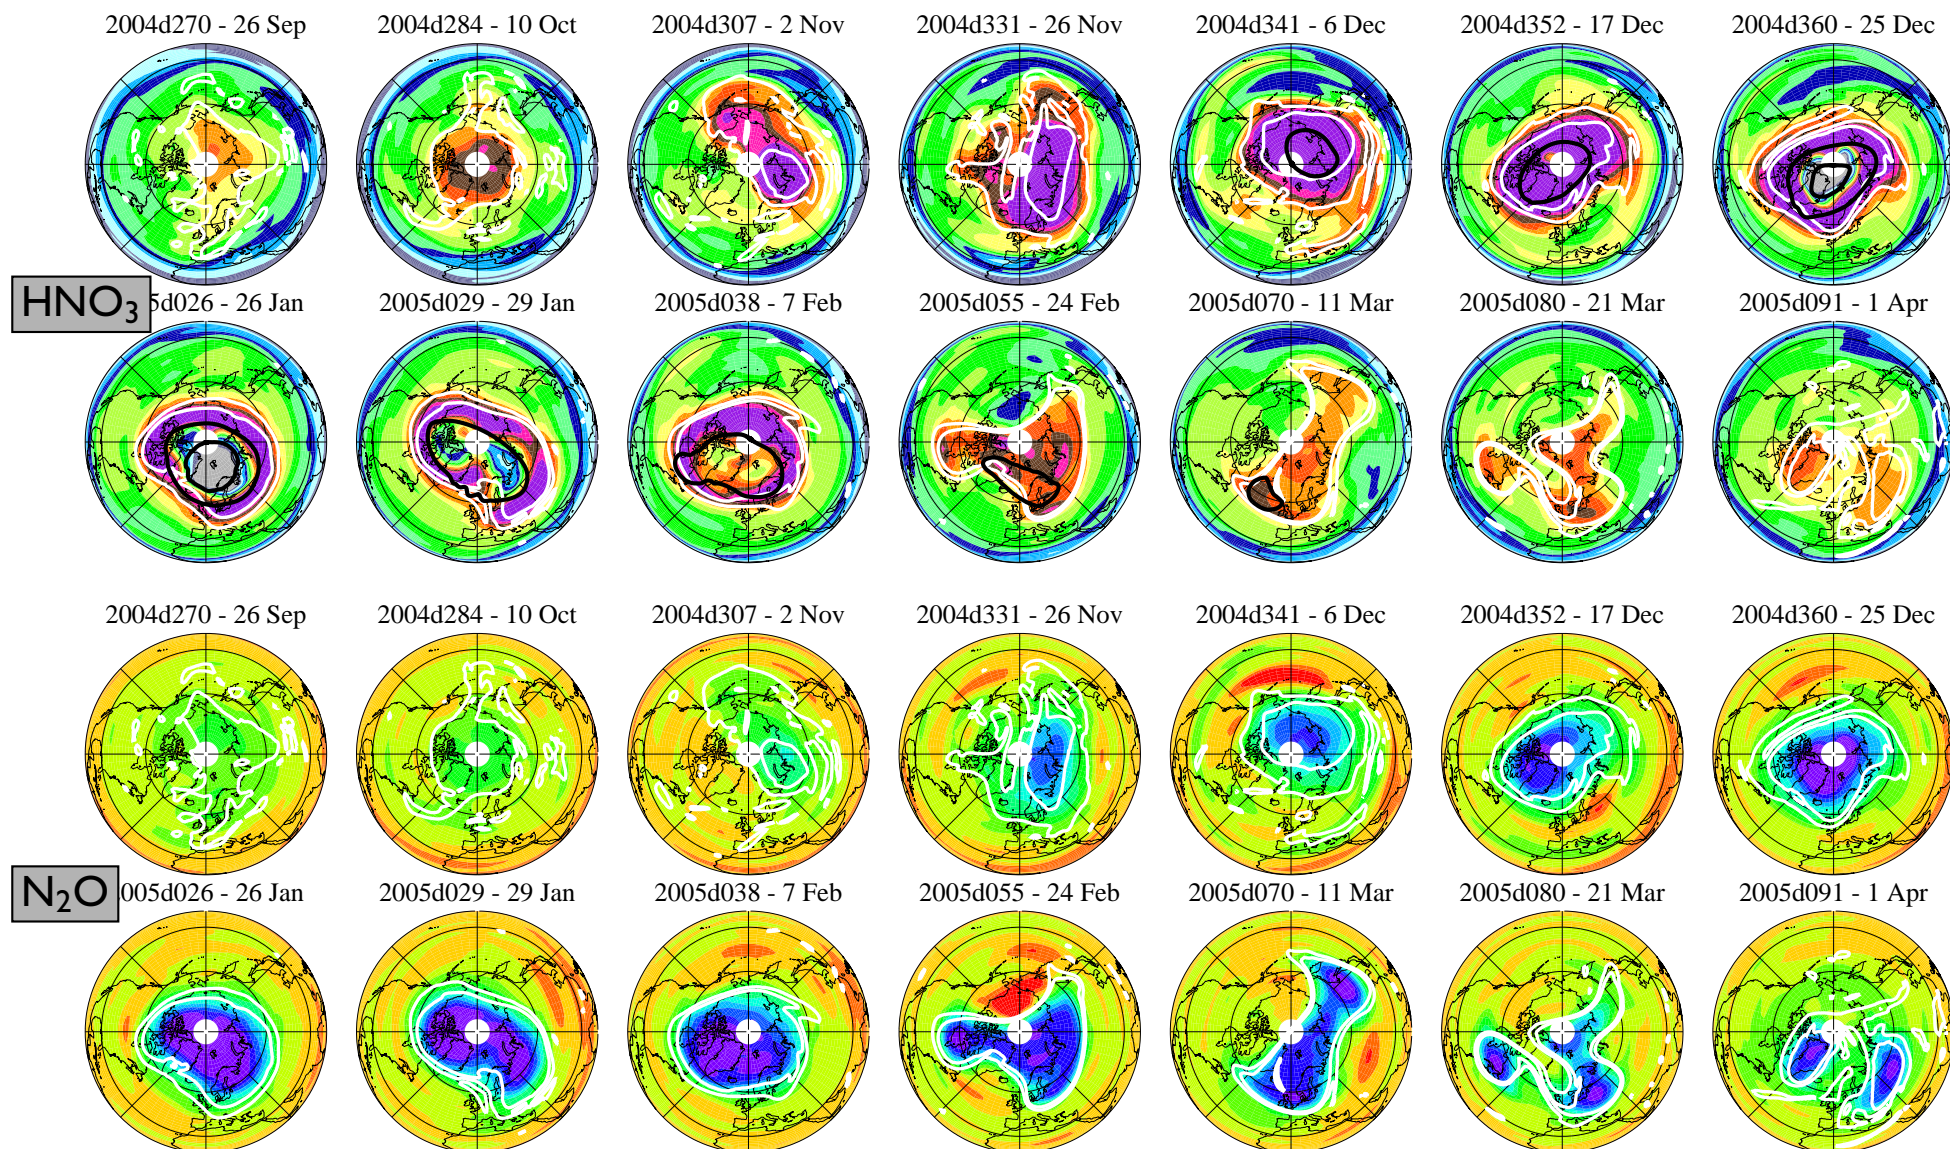 2004d270 - 26 Sep 2004d284 - 10 Oct 2004d307 - 2 Nov 2004d331 - 26 Nov 2004d341 - 6 Dec 2004d352 - 17 Dec 2004d360 - 25 Dec
HNO₃
5d026 - 26 Jan 2005d029 - 29 Jan 2005d038 - 7 Feb 2005d055 - 24 Feb 2005d070 - 11 Mar 2005d080 - 21 Mar 2005d091 - 1 Apr
2004d270 - 26 Sep 2004d284 - 10 Oct 2004d307 - 2 Nov 2004d331 - 26 Nov 2004d341 - 6 Dec 2004d352 - 17 Dec 2004d360 - 25 Dec
N₂O
005d026 - 26 Jan 2005d029 - 29 Jan 2005d038 - 7 Feb 2005d055 - 24 Feb 2005d070 - 11 Mar 2005d080 - 21 Mar 2005d091 - 1 Apr